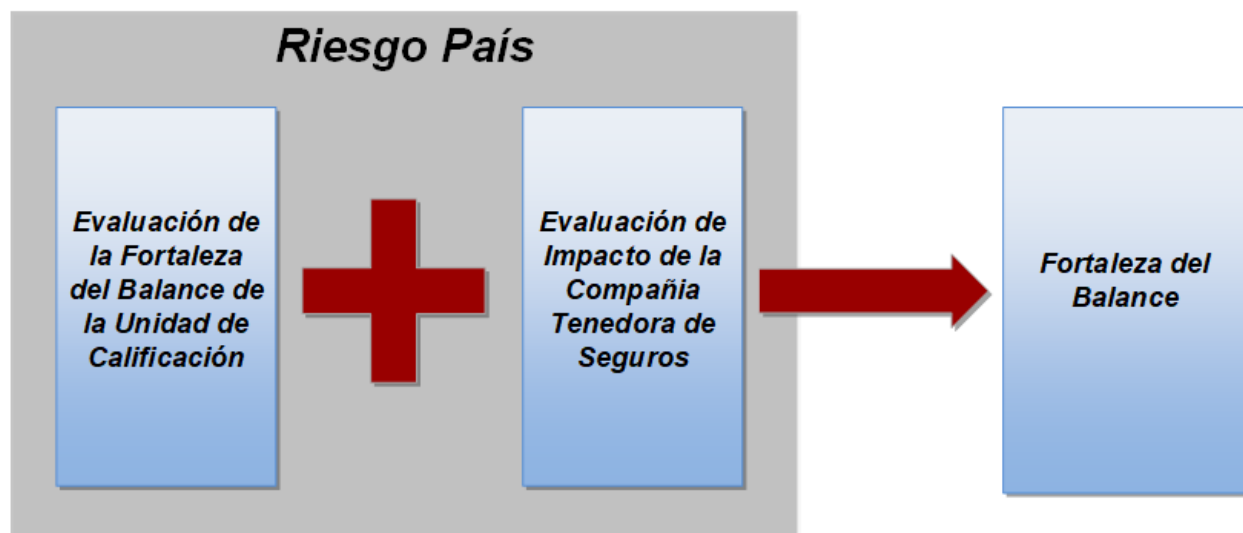 Riesgo País
Evaluación de
la Fortaleza
del Balance de
la Unidad de
Calificación
Evaluación de
Impacto de la
Compañia
Tenedora de
Seguros
Fortaleza del
Balance